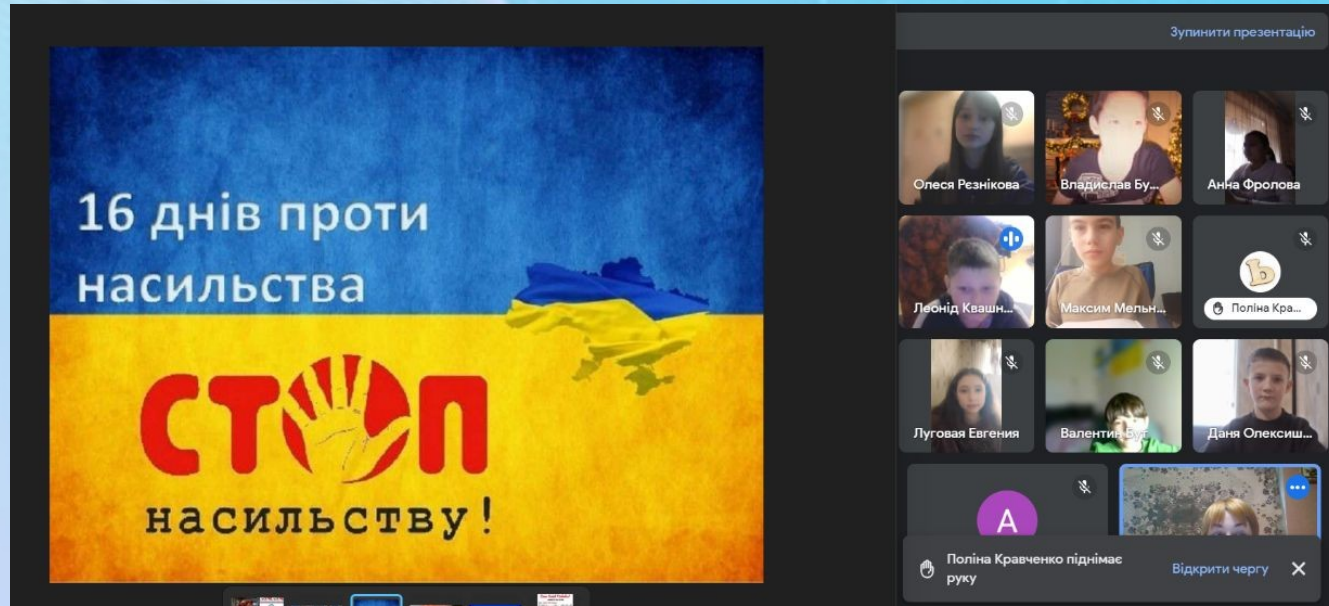 16 днів проти
насильства
СТОП
насильству!
Зупинити презентацію
Олеся Рєзнікова
Владислав Бу...
Анна Фролова
Леонід Квашн...
Максим Мельн...
Ь
Поліна Кра...
Луговая Евгения
Валентин Бут
Даня Олексиш...
А
Поліна Кравченко піднімає
руку
Відкрити чергу